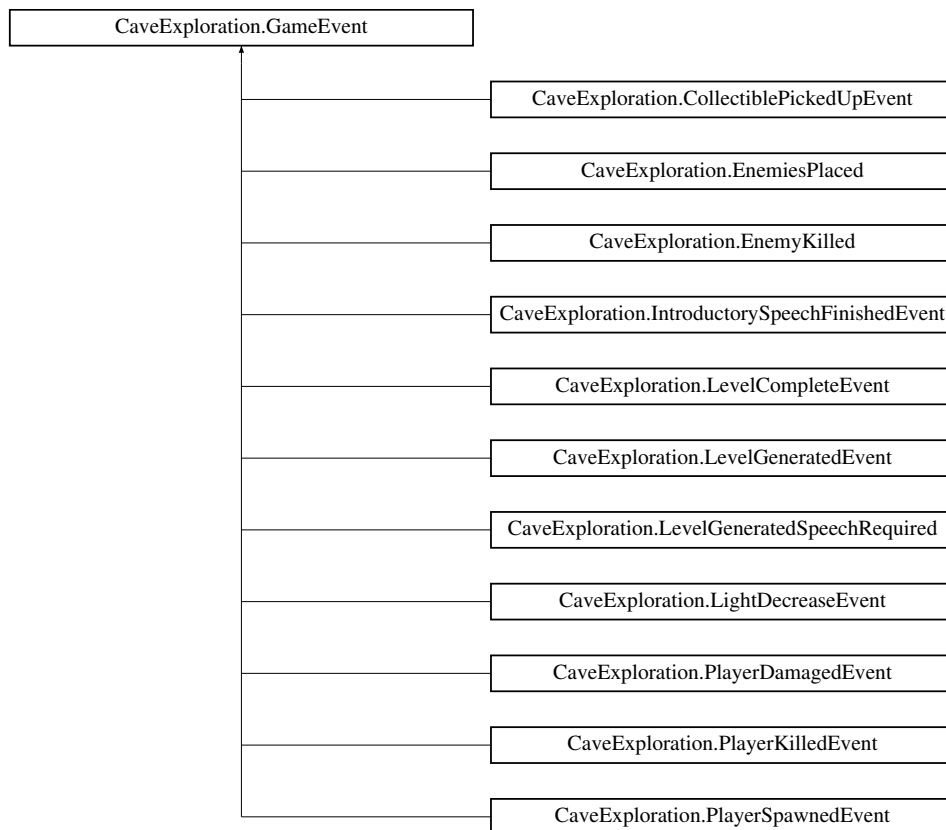 CaveExploration.GameEvent
CaveExploration.CollectiblePickedUpEvent
CaveExploration.EnemiesPlaced
CaveExploration.EnemyKilled
CaveExploration.IntroductorySpeechFinishedEvent
CaveExploration.LevelCompleteEvent
CaveExploration.LevelGeneratedEvent
CaveExploration.LevelGeneratedSpeechRequired
CaveExploration.LightDecreaseEvent
CaveExploration.PlayerDamagedEvent
CaveExploration.PlayerKilledEvent
CaveExploration.PlayerSpawnedEvent